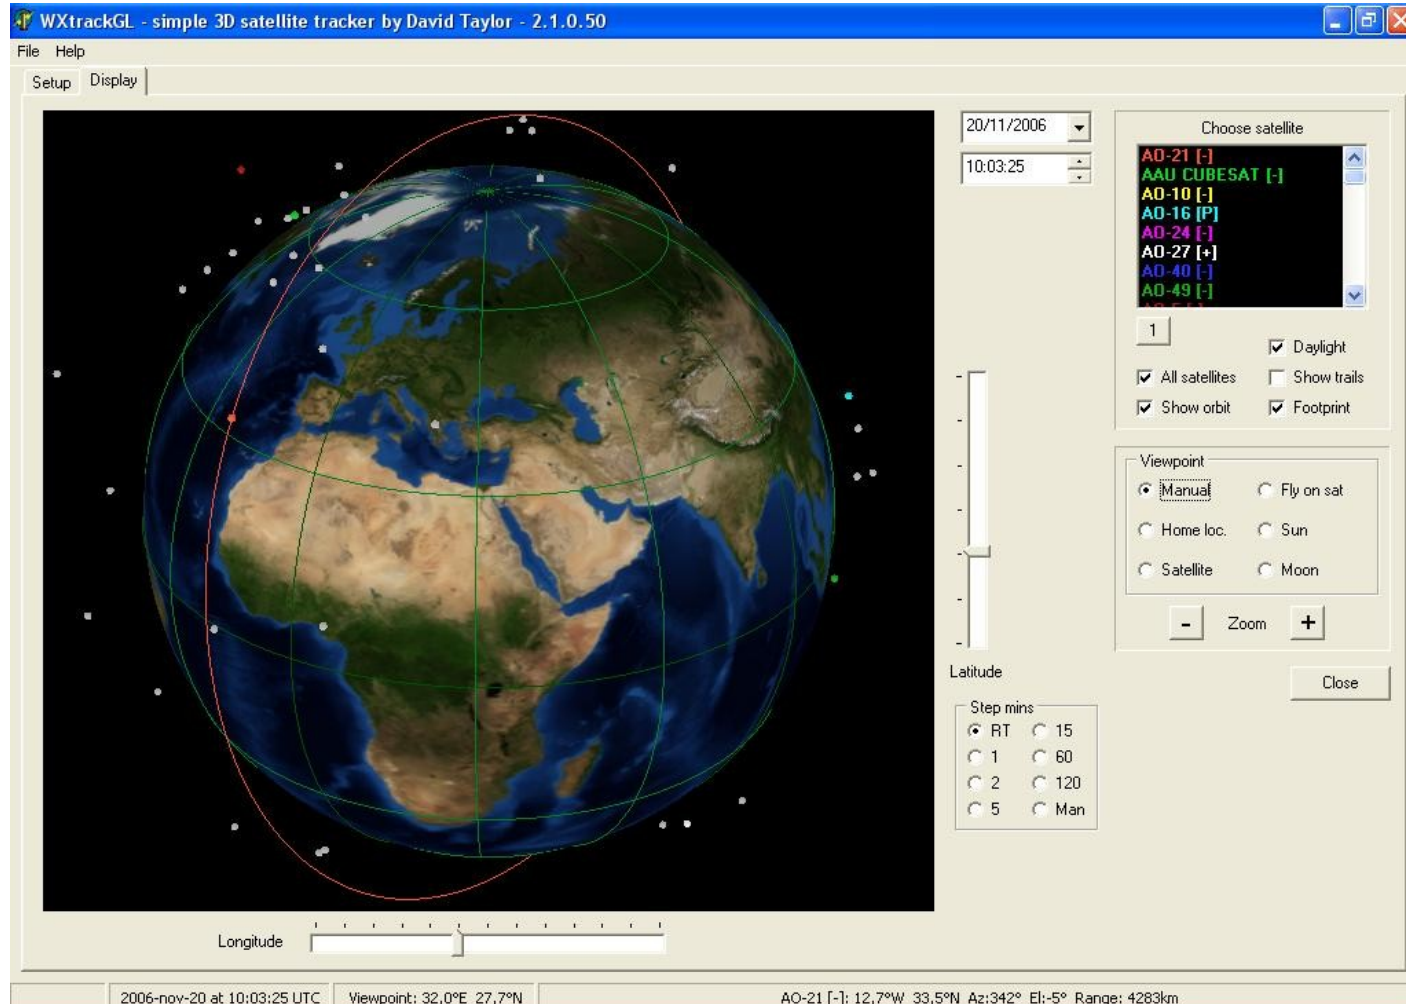 WXtrackGL - simple 3D satellite tracker by David Taylor - 2.1.0.50
File Help
Setup Display
20/11/2006
10:03:25
Choose satellite
AO-21 [-]
AAU CUBESAT [-]
AO-10 [-]
AO-16 [P]
AO-24 [-]
AO-27 [+]
AO-40 [-]
AO-49 [-]
1
Daylight
All satellites Show trails
Show orbit Footprint
Viewpoint
Manual Fly on sat
Home loc. Sun
Satellite Moon
- Zoom +
Close
Latitude
Step mins
RT 15
1 60
2 120
5 Man
Longitude
2006-nov-20 at 10:03:25 UTC Viewpoint: 32.0°E 27.7°N AO-21 [-]: 12.7°W 33.5°N Az:342° El:-5° Range: 4283km